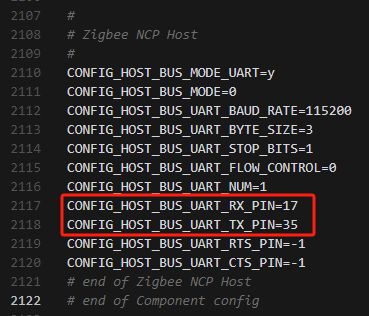 2107 #
2108 # Zigbee NCP Host
2109 #
2110 CONFIG_HOST_BUS_MODE_UART=y
2111 CONFIG_HOST_BUS_MODE=0
2112 CONFIG_HOST_BUS_UART_BAUD_RATE=115200
2113 CONFIG_HOST_BUS_UART_BYTE_SIZE=3
2114 CONFIG_HOST_BUS_UART_STOP_BITS=1
2115 CONFIG_HOST_BUS_UART_FLOW_CONTROL=0
2116 CONFIG_HOST_BUS_UART_NUM=1
2117 CONFIG_HOST_BUS_UART_RX_PIN=17
2118 CONFIG_HOST_BUS_UART_TX_PIN=35
2119 CONFIG_HOST_BUS_UART_RTS_PIN=-1
2120 CONFIG_HOST_BUS_UART_CTS_PIN=-1
2121 # end of Zigbee NCP Host
2122 # end of Component config